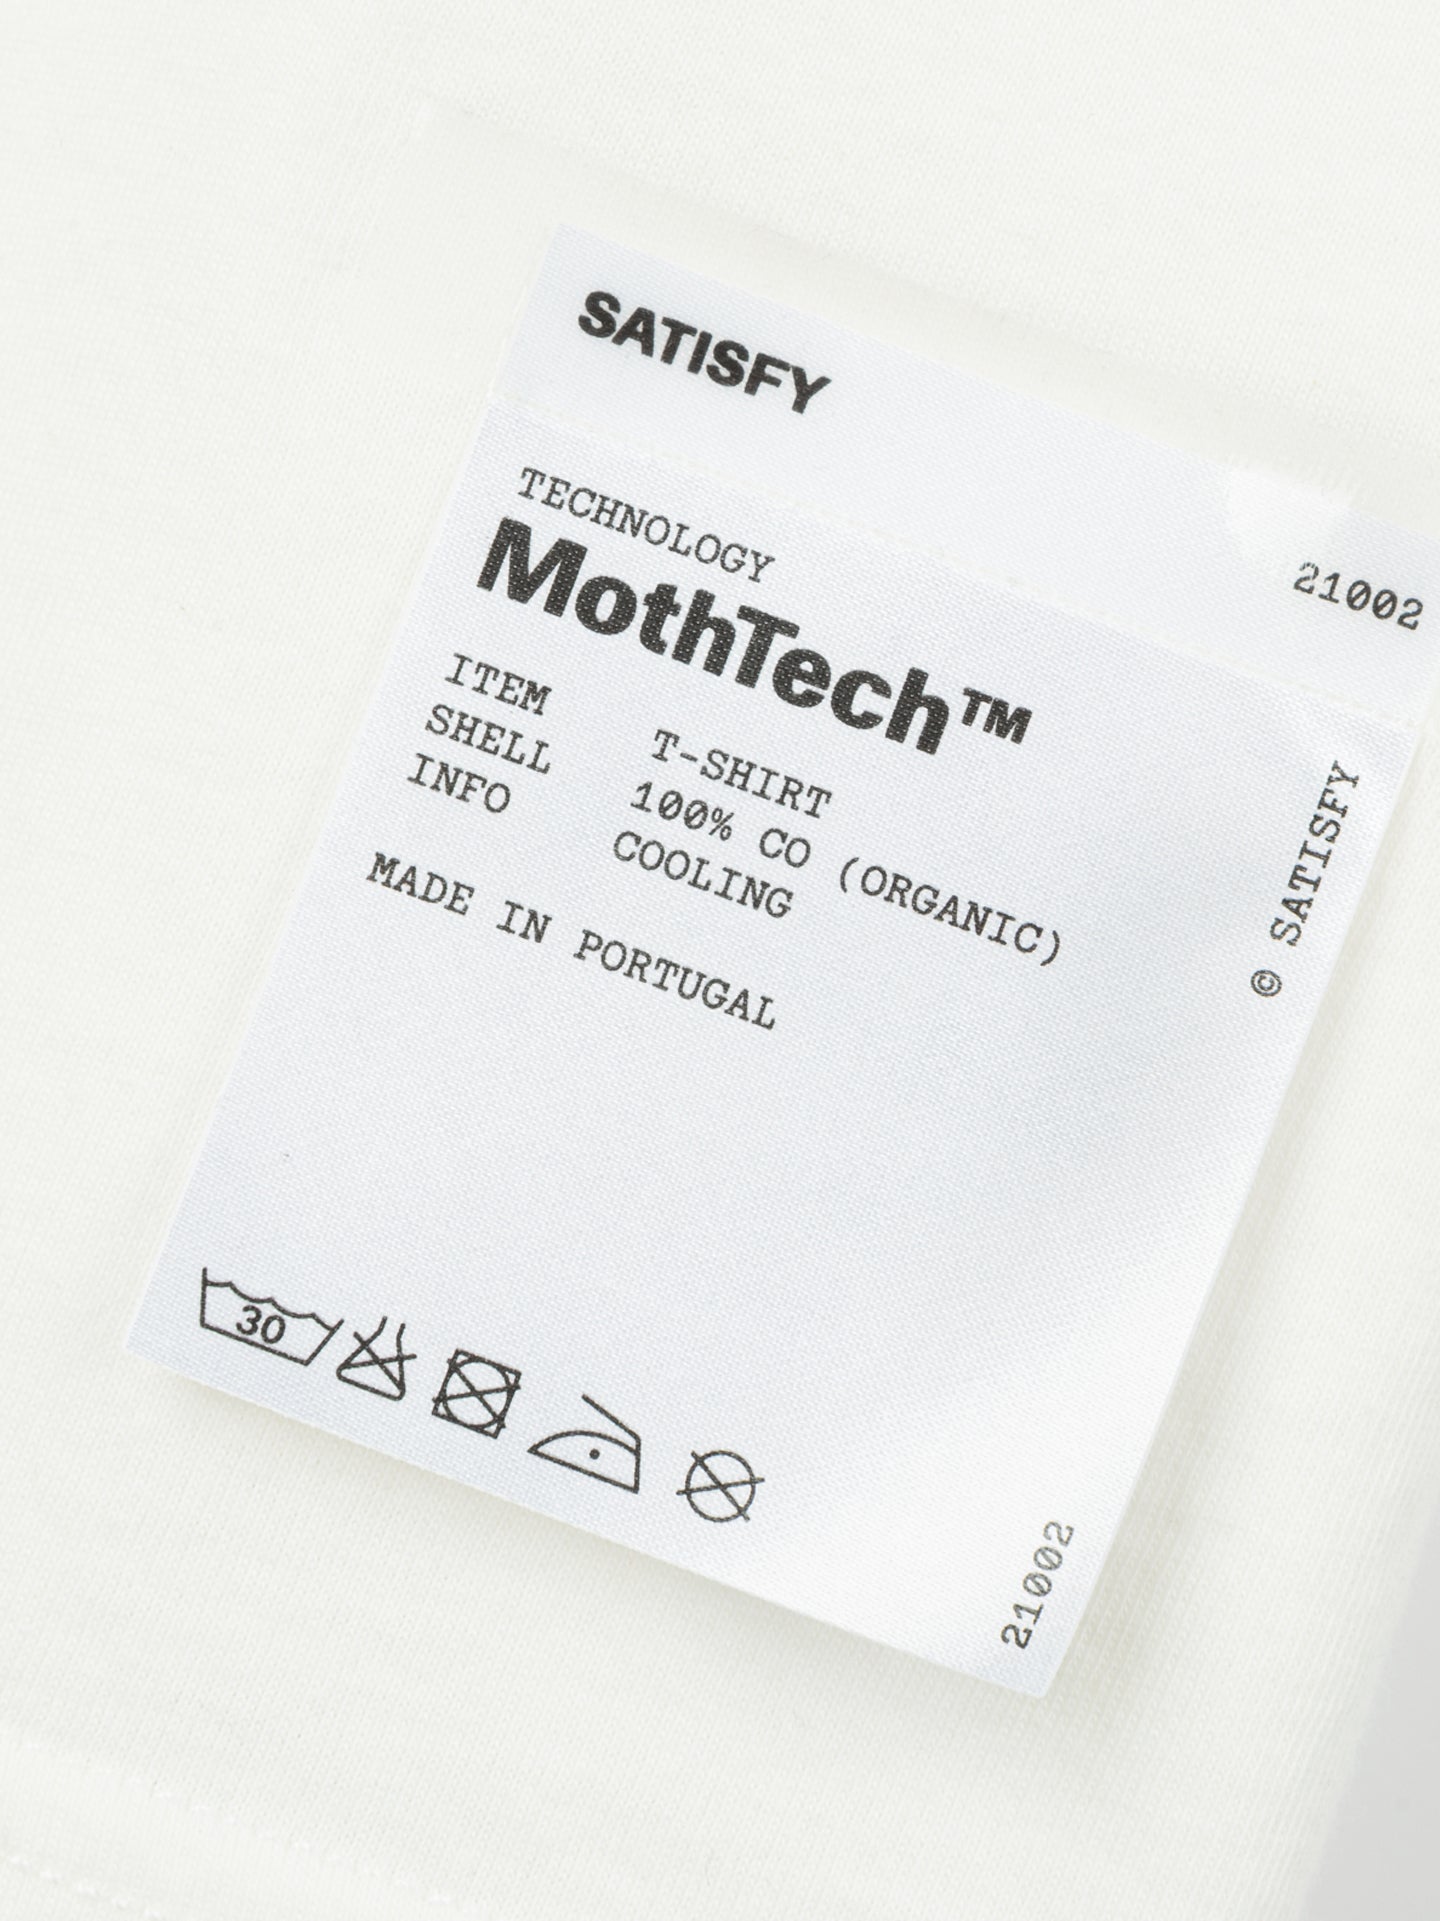 SATISFY
21002
TECHNOLOGY
MothTech™
ITEM T-SHIRT
SHELL 100% CO (ORGANIC)
INFO COOLING
MADE IN PORTUGAL
© SATISFY
30
21002